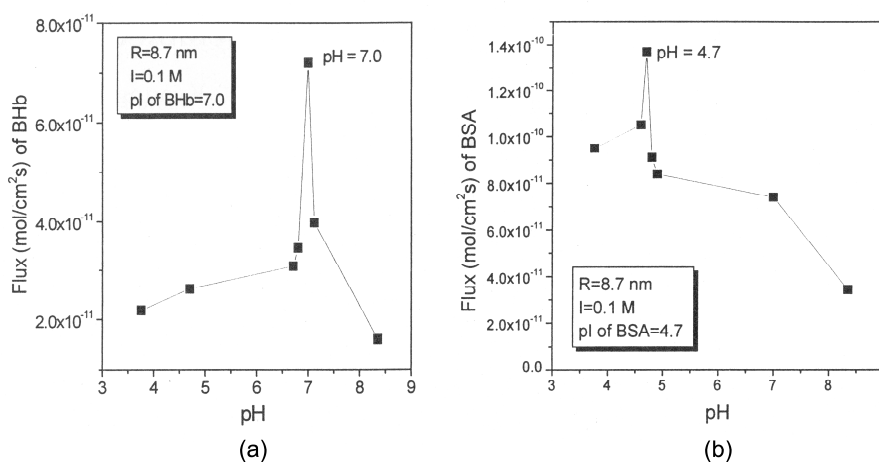 8.0x10⁻¹¹
6.0x10⁻¹¹
4.0x10⁻¹¹
2.0x10⁻¹¹
Flux (mol/cm²s) of BHb
R=8.7 nm
I=0.1 M
pI of BHb=7.0
pH = 7.0
3 4 5 6 7 8 9
pH
(a)
1.4x10⁻¹⁰
1.2x10⁻¹⁰
1.0x10⁻¹⁰
8.0x10⁻¹¹
6.0x10⁻¹¹
4.0x10⁻¹¹
2.0x10⁻¹¹
0.0
Flux (mol/cm²s) of BSA
pH = 4.7
R=8.7 nm
I=0.1 M
pI of BSA=4.7
3 4 5 6 7 8
pH
(b)